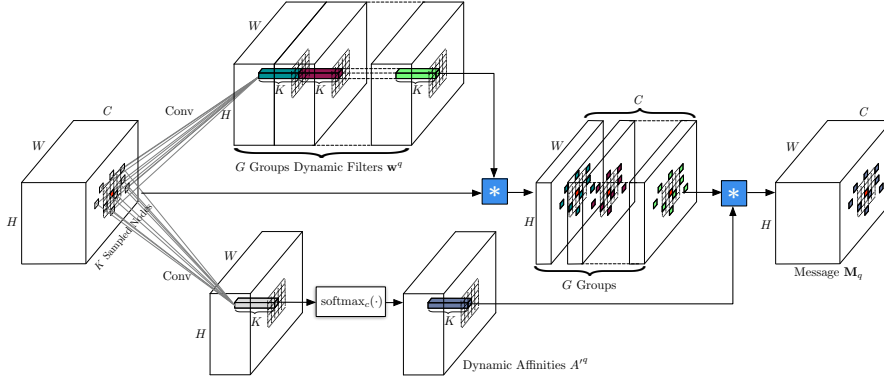 W
K
K
K
H
G Groups Dynamic Filters w^q
Conv
C
W
H
K Sampled Nodes
Conv
W
H
K
softmax_c(·)
K
Dynamic Affinities A'^q
*
C
W
H
G Groups
*
C
W
H
Message M_q